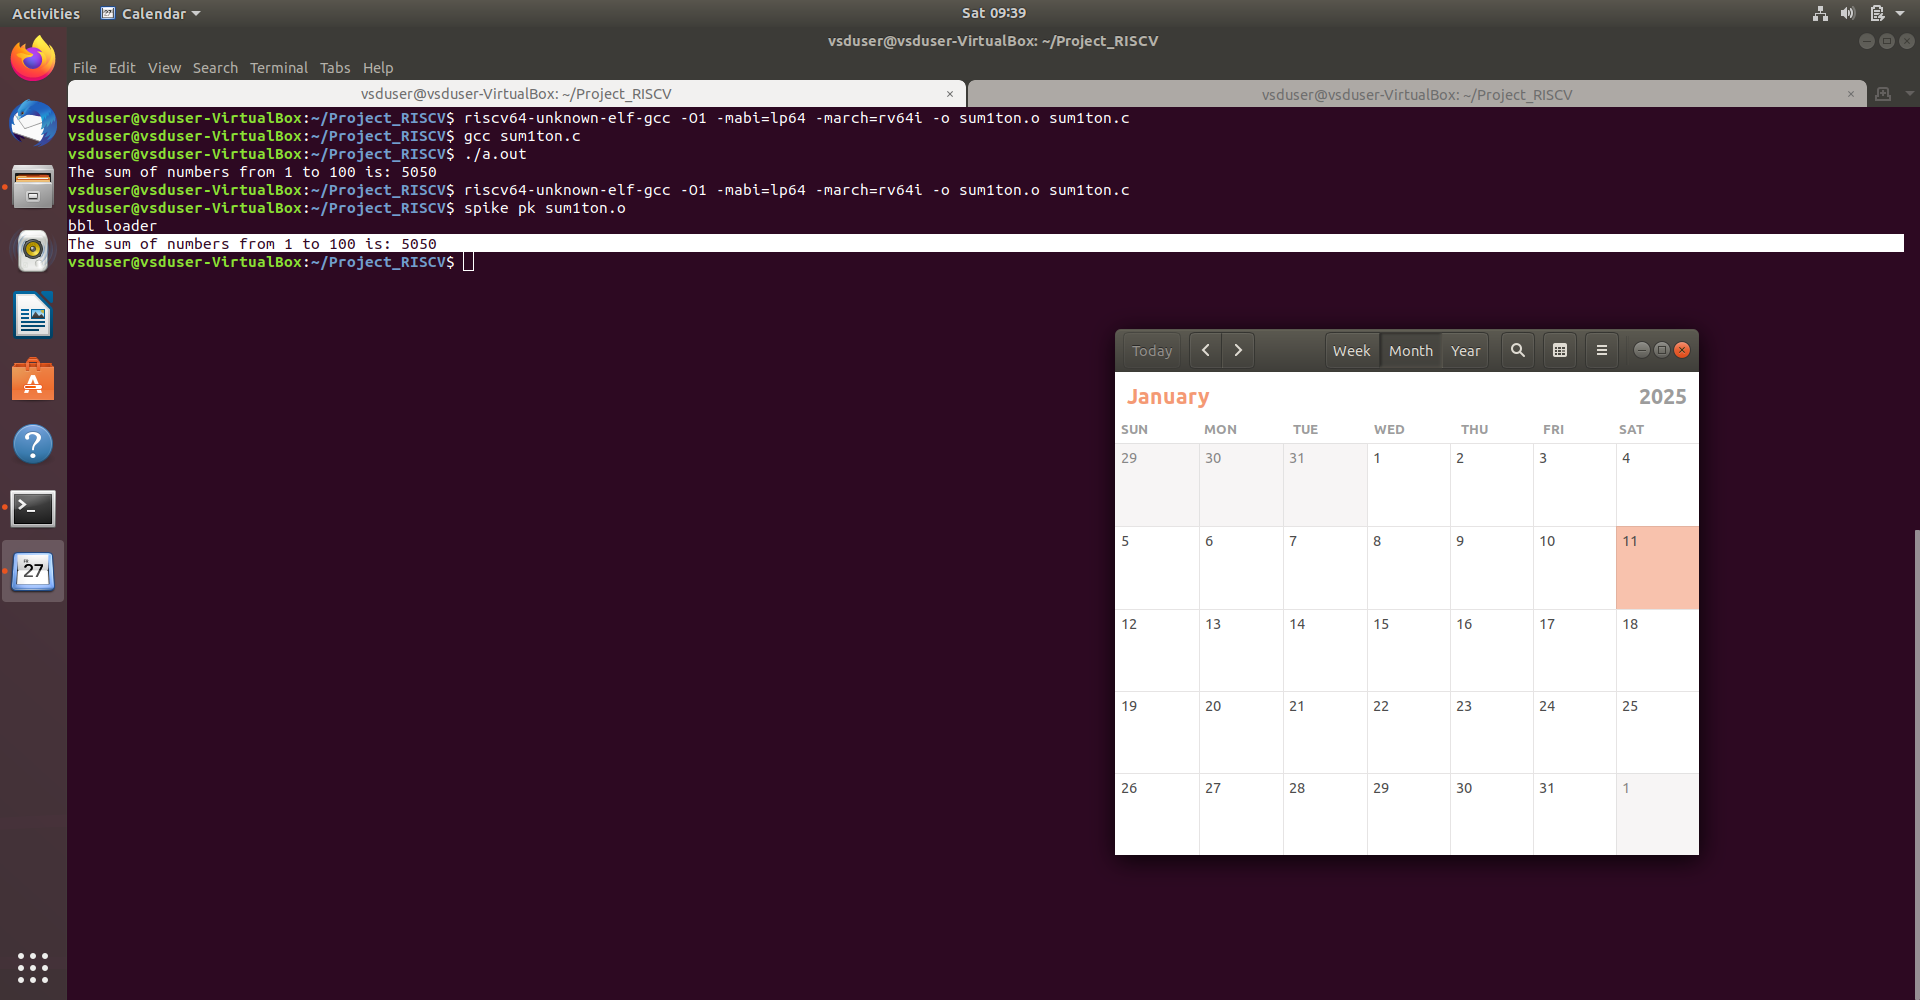 Activities Calendar Sat 09:39
vsduser@vsduser-VirtualBox: ~/Project_RISCV
File Edit View Search Terminal Tabs Help
vsduser@vsduser-VirtualBox: ~/Project_RISCV × vsduser@vsduser-VirtualBox: ~/Project_RISCV ×
vsduser@vsduser-VirtualBox:~/Project_RISCV$ riscv64-unknown-elf-gcc -O1 -mabi=lp64 -march=rv64i -o sum1ton.o sum1ton.c
vsduser@vsduser-VirtualBox:~/Project_RISCV$ gcc sum1ton.c
vsduser@vsduser-VirtualBox:~/Project_RISCV$ ./a.out
The sum of numbers from 1 to 100 is: 5050
vsduser@vsduser-VirtualBox:~/Project_RISCV$ riscv64-unknown-elf-gcc -O1 -mabi=lp64 -march=rv64i -o sum1ton.o sum1ton.c
vsduser@vsduser-VirtualBox:~/Project_RISCV$ spike pk sum1ton.o
bbl loader
The sum of numbers from 1 to 100 is: 5050
vsduser@vsduser-VirtualBox:~/Project_RISCV$
Today Week Month Year
January 2025
SUN MON TUE WED THU FRI SAT
29 30 31 1 2 3 4
5 6 7 8 9 10 11
12 13 14 15 16 17 18
19 20 21 22 23 24 25
26 27 28 29 30 31 1
27